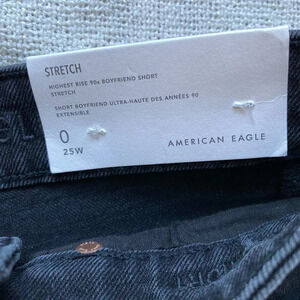 STRETCH
HIGHEST RISE 90s BOYFRIEND SHORT
STRETCH
SHORT BOYFRIEND ULTRA-HAUTE DES ANNÉES 90
EXTENSIBLE
0
25W
AMERICAN EAGLE